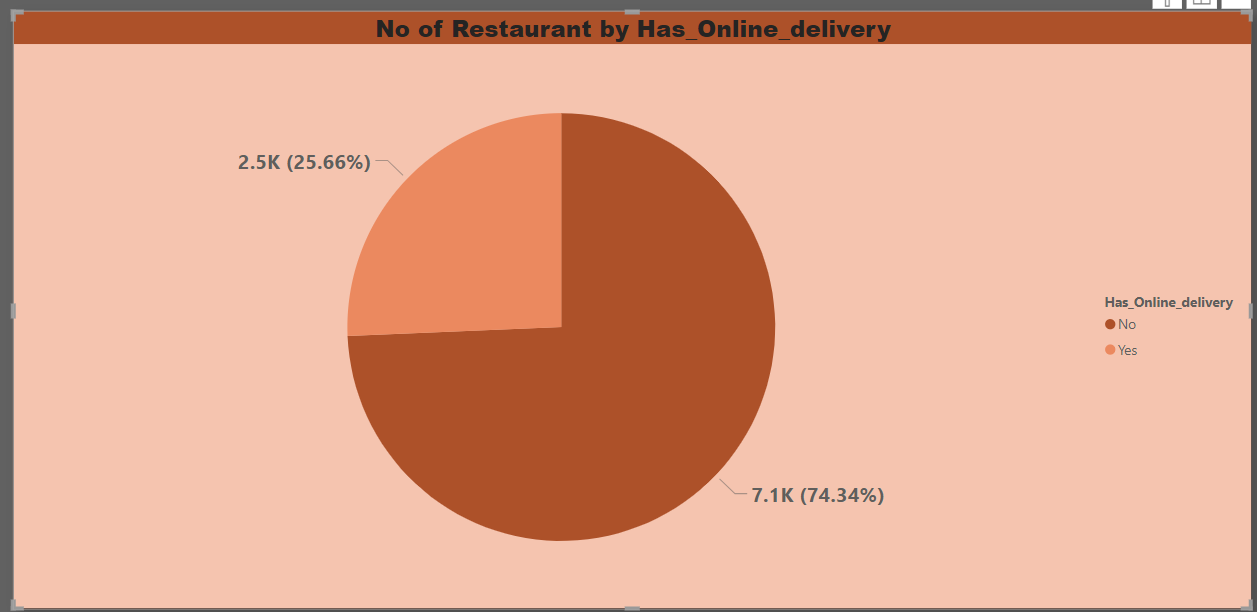 No of Restaurant by Has_Online_delivery
2.5K (25.66%)
Has_Online_delivery
No
Yes
7.1K (74.34%)